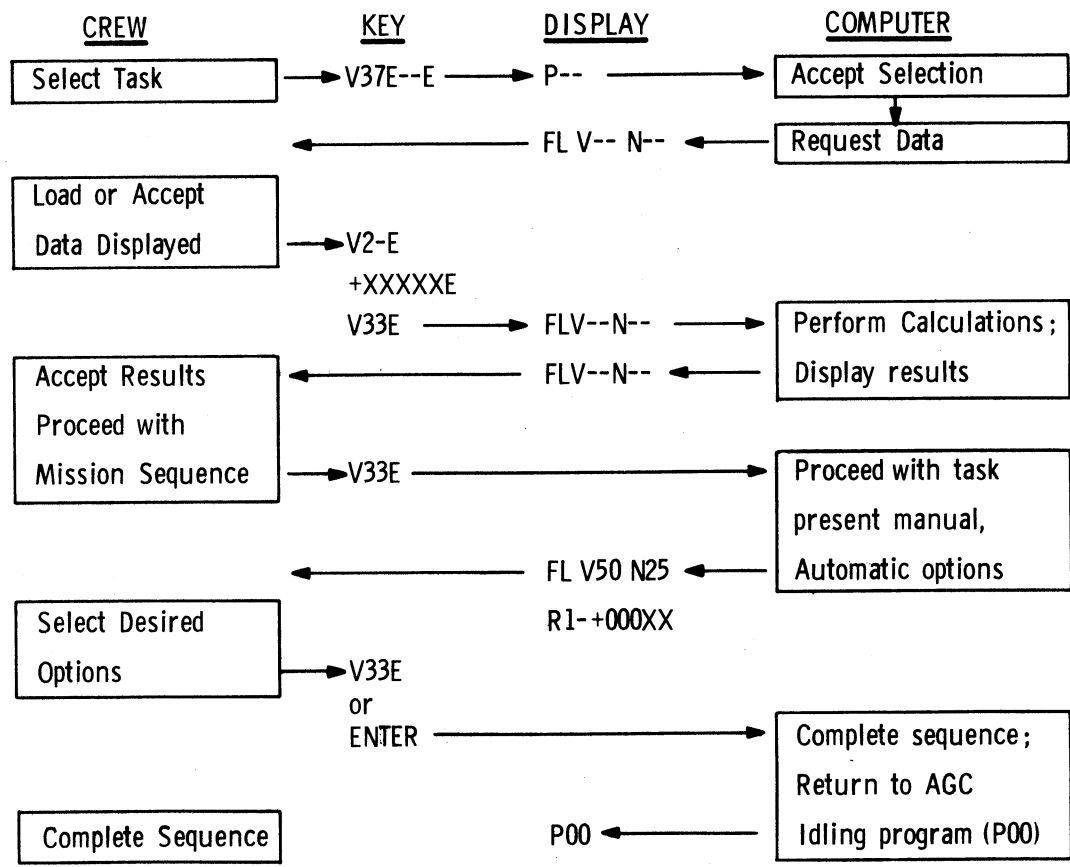 CREW KEY DISPLAY COMPUTER
Select Task V37E--E P-- Accept Selection
FL V-- N-- Request Data
Load or Accept
Data Displayed V2-E
+XXXXXE
V33E FLV--N-- Perform Calculations;
Accept Results FLV--N-- Display results
Proceed with
Mission Sequence V33E Proceed with task
present manual,
FL V50 N25 Automatic options
Select Desired R1-+000XX
Options V33E
or
ENTER Complete sequence;
Return to AGC
Complete Sequence P00 Idling program (P00)